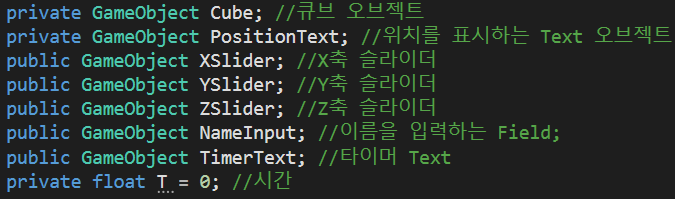 private GameObject Cube; //큐브 오브젝트
private GameObject PositionText; //위치를 표시하는 Text 오브젝트
public GameObject XSlider; //X축 슬라이더
public GameObject YSlider; //Y축 슬라이더
public GameObject ZSlider; //Z축 슬라이더
public GameObject NameInput; //이름을 입력하는 Field;
public GameObject TimerText; //타이머 Text
private float T = 0; //시간